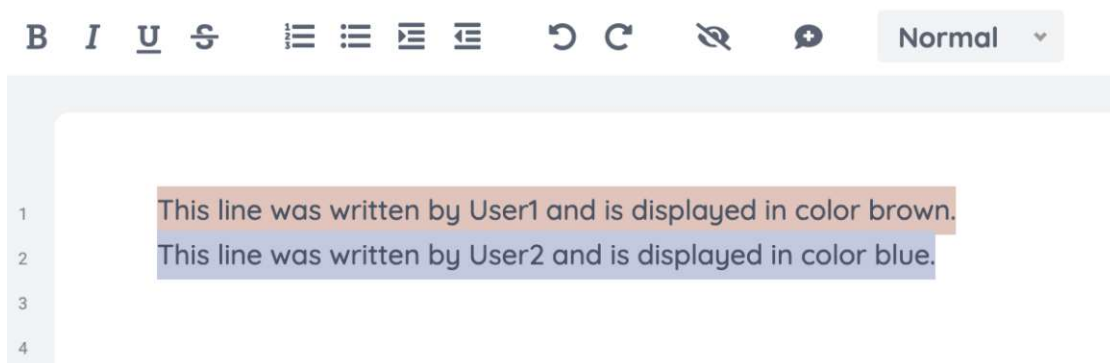 B I U S Normal
1 This line was written by User1 and is displayed in color brown.
2 This line was written by User2 and is displayed in color blue.
3
4